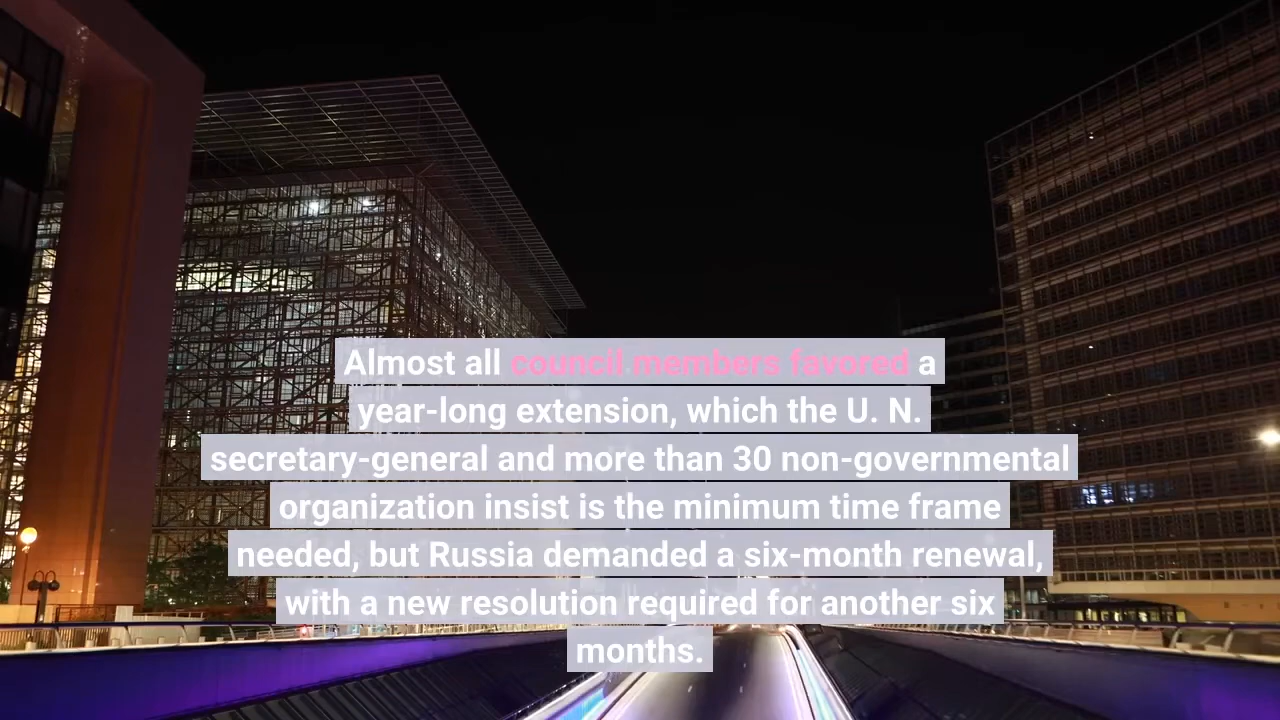 Almost all council members favored a
year-long extension, which the U. N.
secretary-general and more than 30 non-governmental
organization insist is the minimum time frame
needed, but Russia demanded a six-month renewal,
with a new resolution required for another six
months.